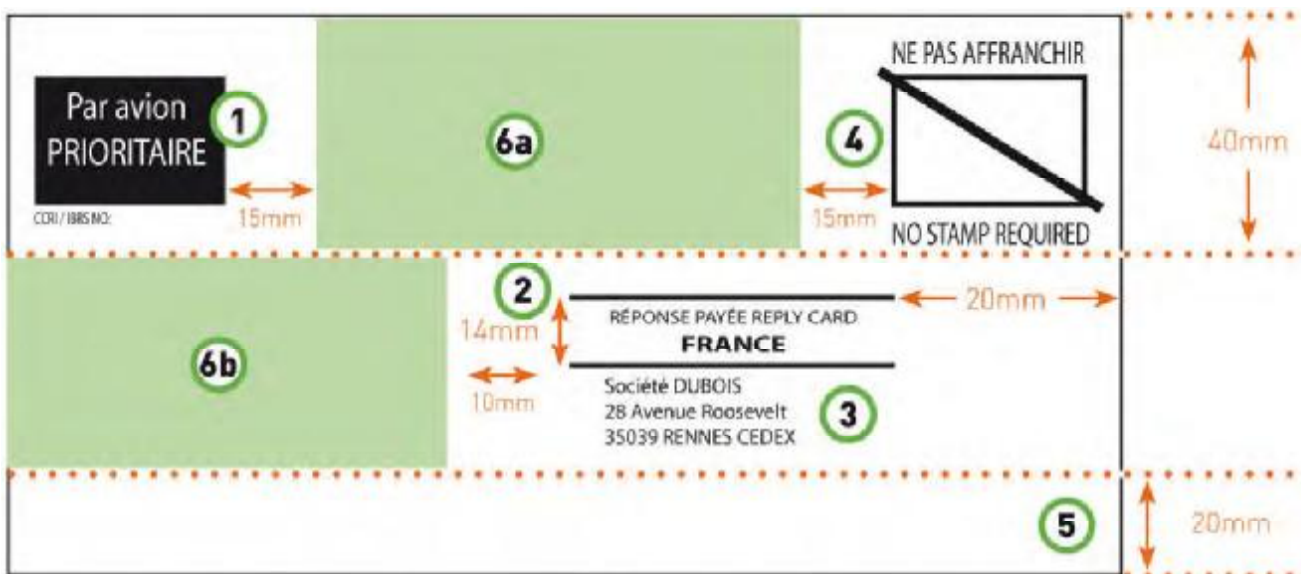 NE PAS AFFRANCHIR
Par avion
PRIORITAIRE
1
6a
4
40mm
CCRI / IBRS NO:
15mm
15mm
NO STAMP REQUIRED
2
20mm
14mm
RÉPONSE PAYÉE REPLY CARD
FRANCE
6b
10mm
Société DUBOIS
28 Avenue Roosevelt
35039 RENNES CEDEX
3
5
20mm